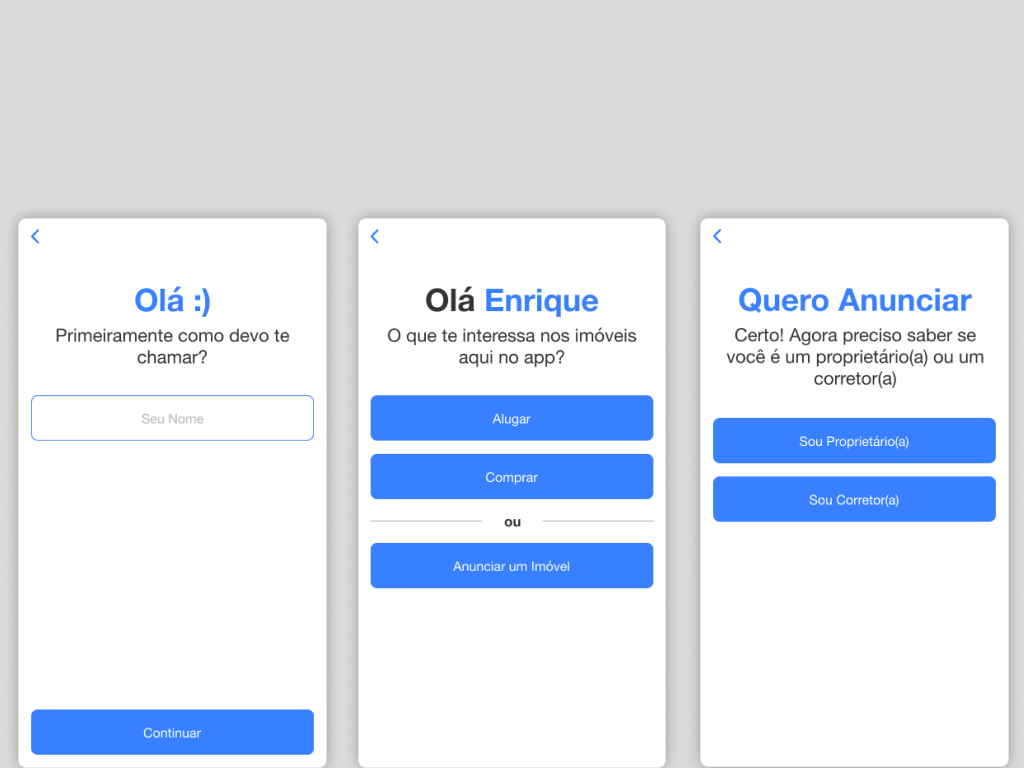 Olá :)
Primeiramente como devo te
chamar?
Seu Nome
Continuar
Olá Enrique
O que te interessa nos imóveis
aqui no app?
Alugar
Comprar
ou
Anunciar um Imóvel
Quero Anunciar
Certo! Agora preciso saber se
você é um proprietário(a) ou um
corretor(a)
Sou Proprietário(a)
Sou Corretor(a)